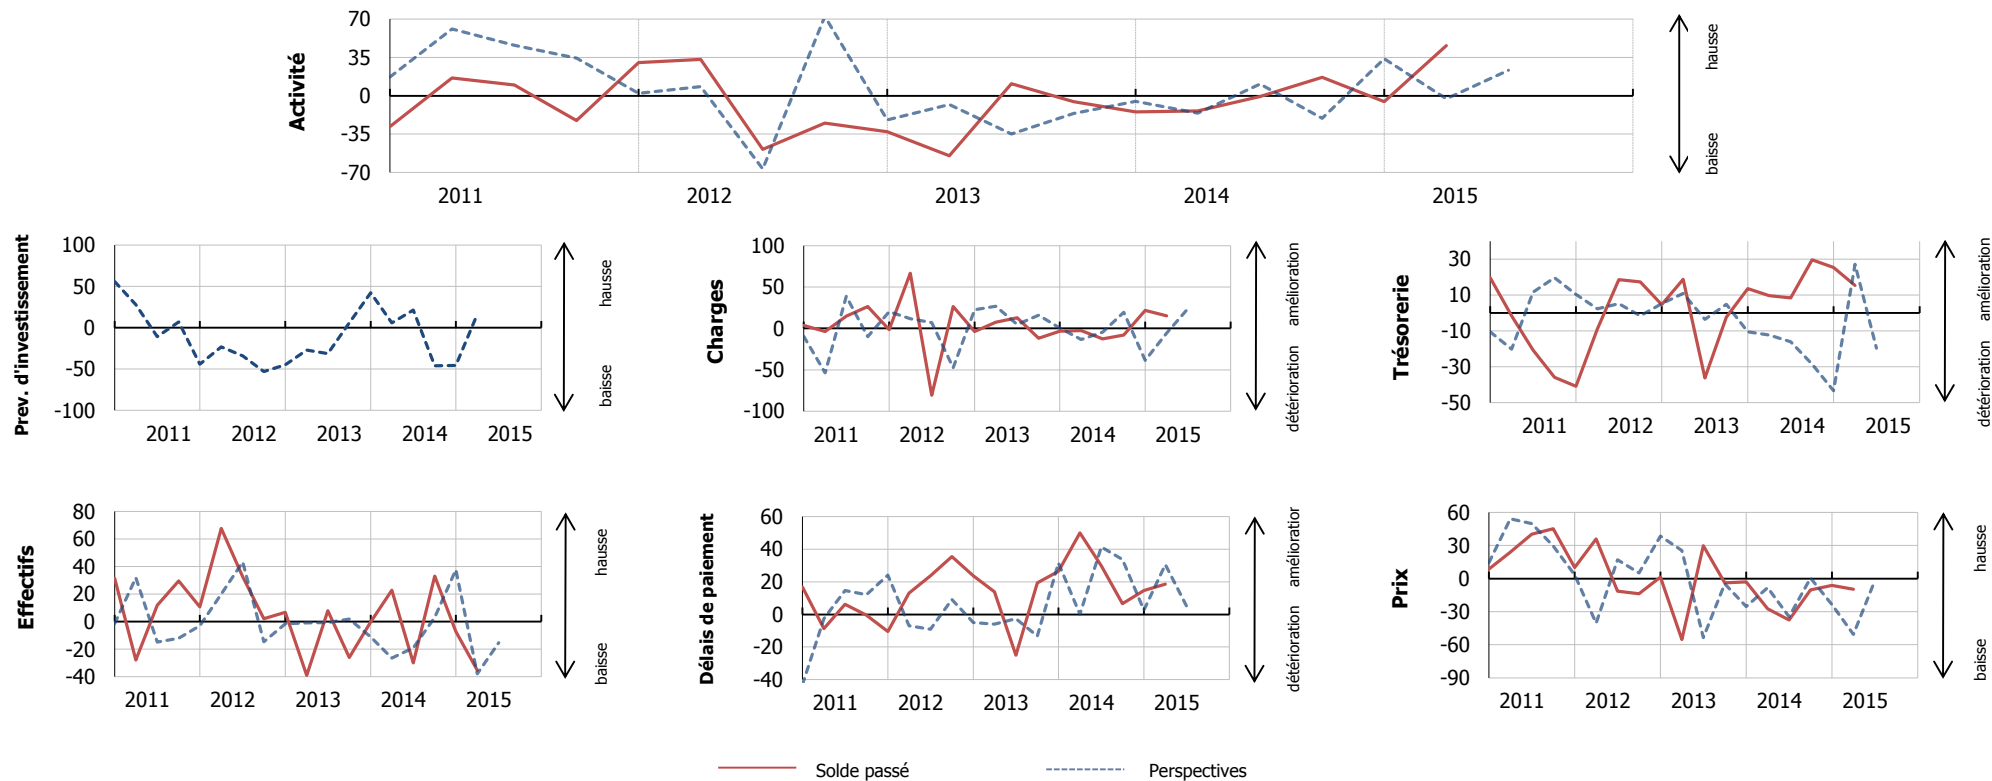 Activité
70
35
0
-35
-70
2011 2012 2013 2014 2015
hausse
baisse
Prev. d'investissement
100
50
0
-50
-100
2011 2012 2013 2014 2015
hausse
baisse
Charges
100
50
0
-50
-100
2011 2012 2013 2014 2015
amélioration
détérioration
Trésorerie
30
10
-10
-30
-50
2011 2012 2013 2014 2015
amélioration
détérioration
Effectifs
80
60
40
20
0
-20
-40
2011 2012 2013 2014 2015
hausse
baisse
Délais de paiement
60
40
20
0
-20
-40
2011 2012 2013 2014 2015
amélioratior
détérioration
Prix
60
30
0
-30
-60
-90
2011 2012 2013 2014 2015
hausse
baisse
Solde passé Perspectives